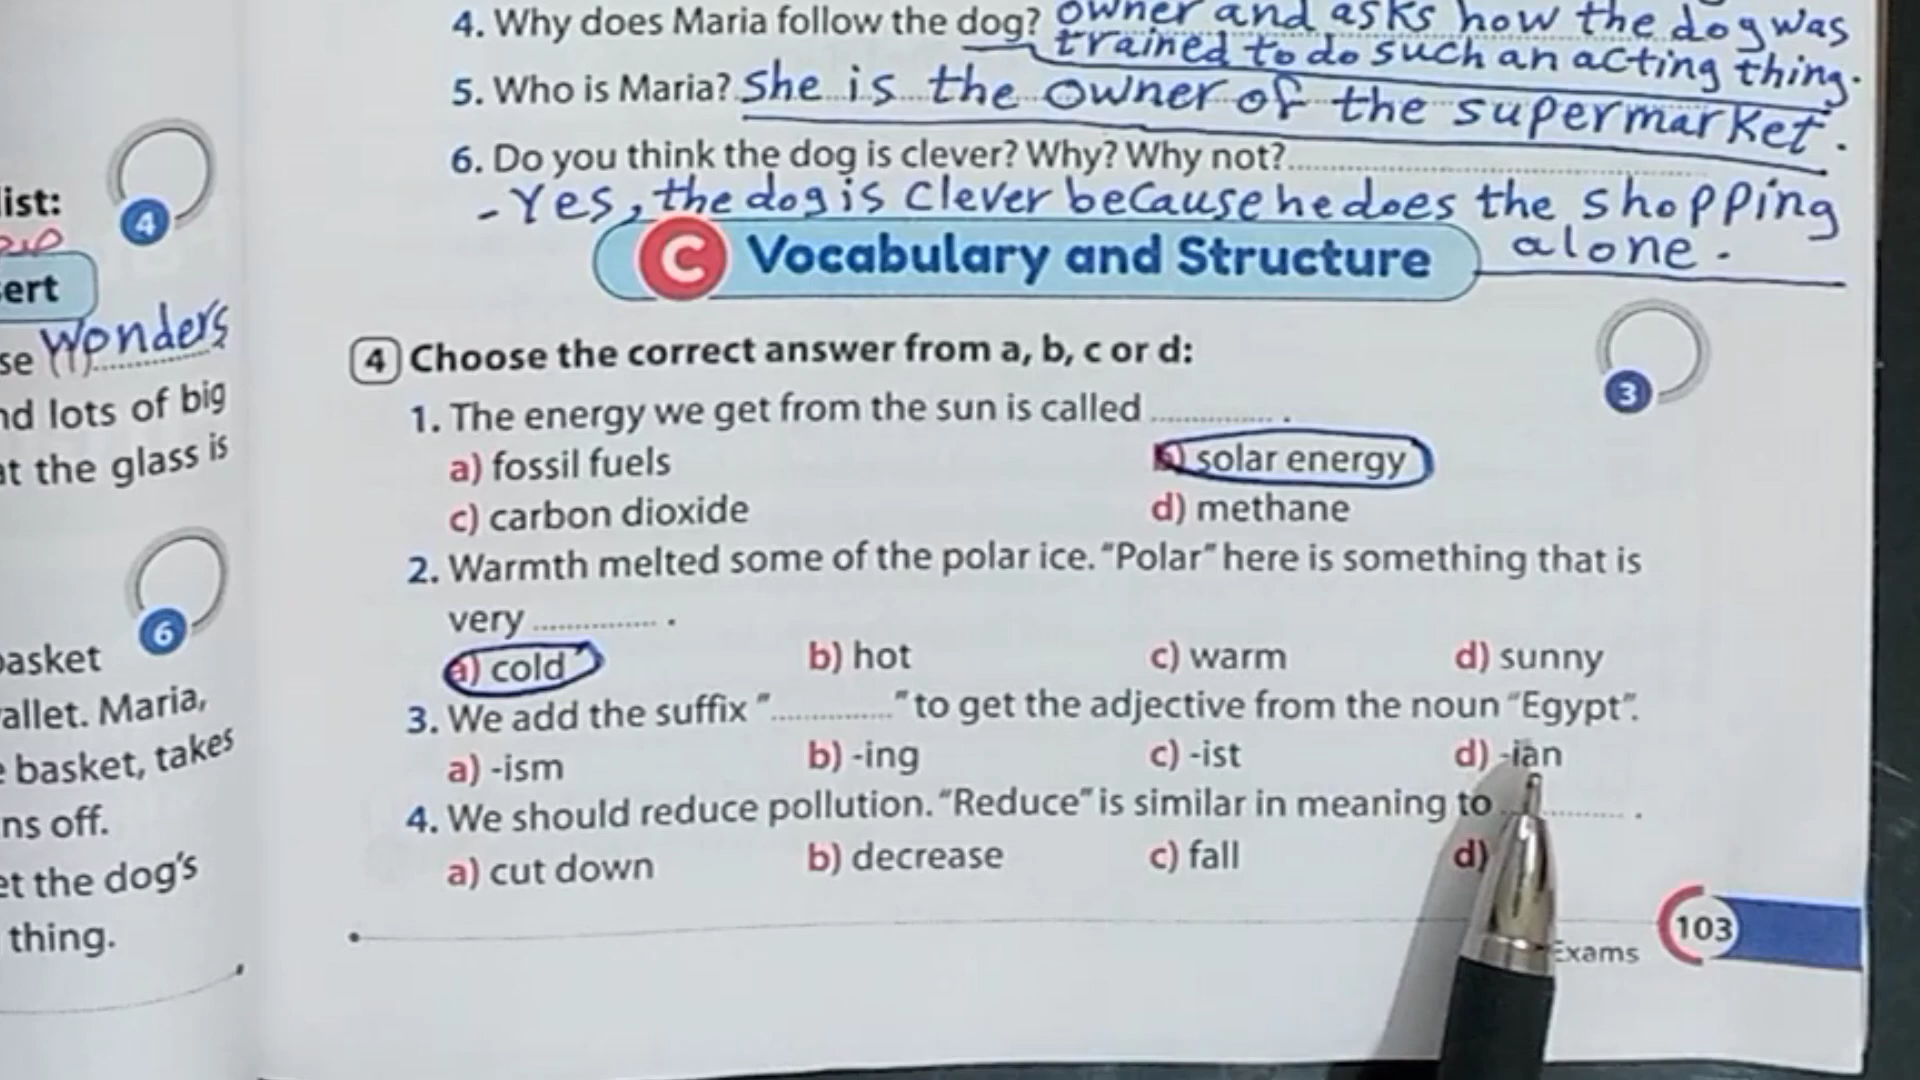 4. Why does Maria follow the dog? owner and asks how the dog was
trained to do such an acting thing.
5. Who is Maria? She is the owner of the supermarket.
6. Do you think the dog is clever? Why? Why not?
- Yes, the dog is Clever because he does the shopping
alone.
C Vocabulary and Structure
4 Choose the correct answer from a, b, c or d:
3
1. The energy we get from the sun is called .............. .
a) fossil fuels b) solar energy
c) carbon dioxide d) methane
2. Warmth melted some of the polar ice. "Polar" here is something that is
very .............. .
a) cold b) hot c) warm d) sunny
3. We add the suffix ".............." to get the adjective from the noun "Egypt".
a) -ism b) -ing c) -ist d) -ian
4. We should reduce pollution. "Reduce" is similar in meaning to .............. .
a) cut down b) decrease c) fall d)
Exams 103
list:
4
ert
se Wonders
(1)
nd lots of big
at the glass is
6
basket
allet. Maria,
e basket, takes
ns off.
et the dog's
thing.